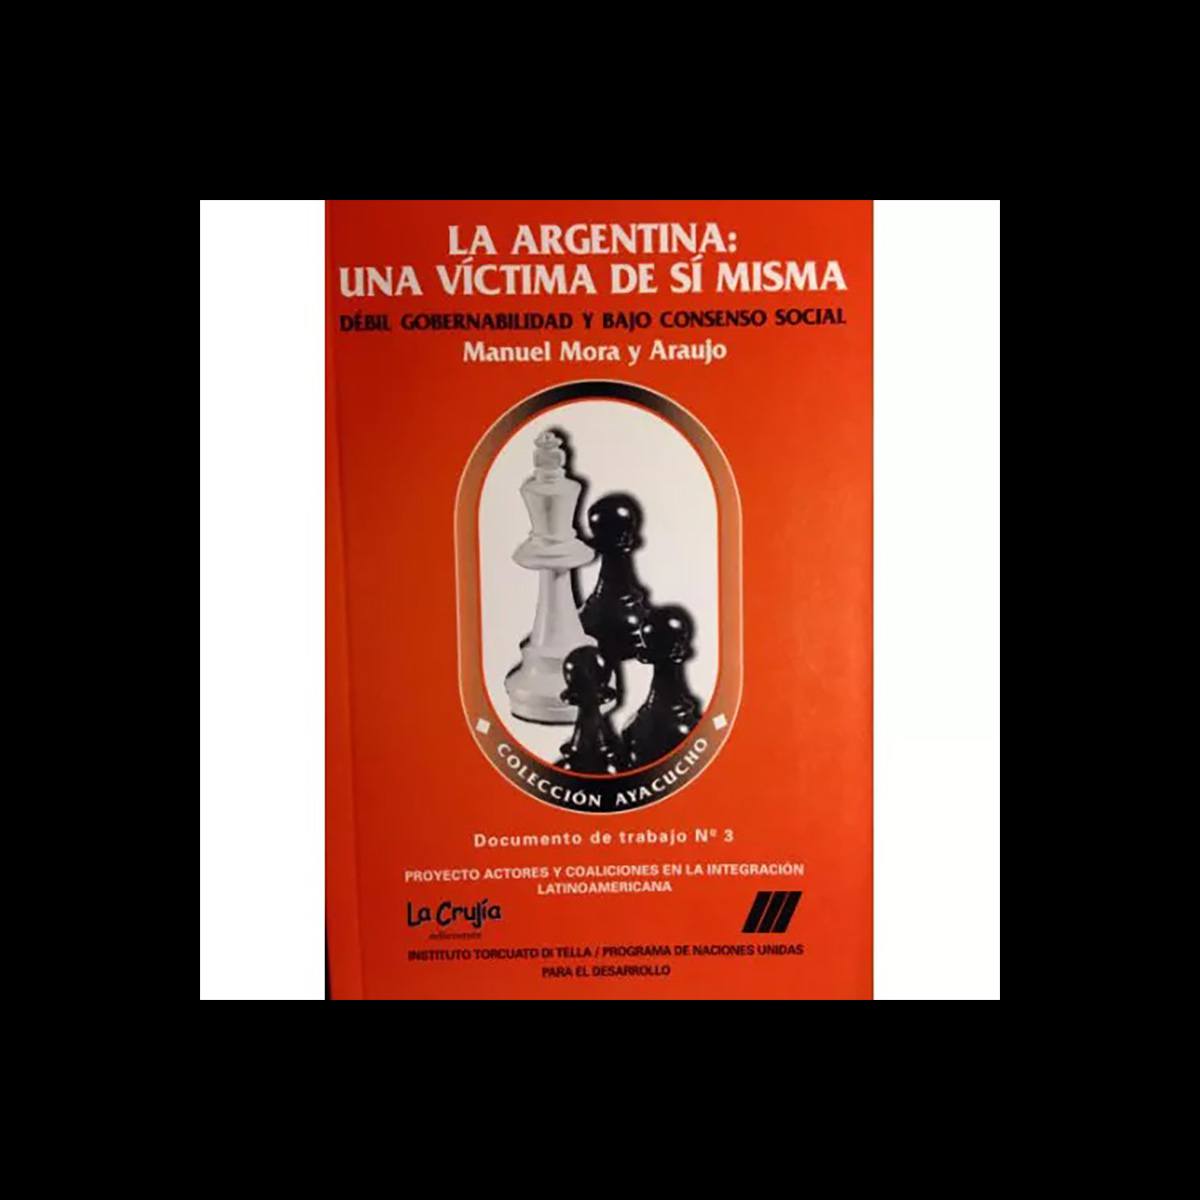 LA ARGENTINA:
UNA VÍCTIMA DE SÍ MISMA
DÉBIL GOBERNABILIDAD Y BAJO CONSENSO SOCIAL
Manuel Mora y Araujo
COLECCIÓN AYACUCHO
Documento de trabajo Nº 3
PROYECTO ACTORES Y COALICIONES EN LA INTEGRACIÓN
LATINOAMERICANA
La Crujía
INSTITUTO TORCUATO DI TELLA / PROGRAMA DE NACIONES UNIDAS
PARA EL DESARROLLO